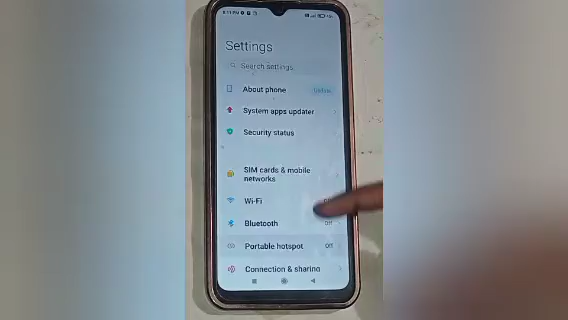 Settings
Search settings
About phone
Update
System apps updater
Security status
SIM cards & mobile
networks
Wi-Fi
Bluetooth
Off
Portable hotspot
Off
Connection & sharing